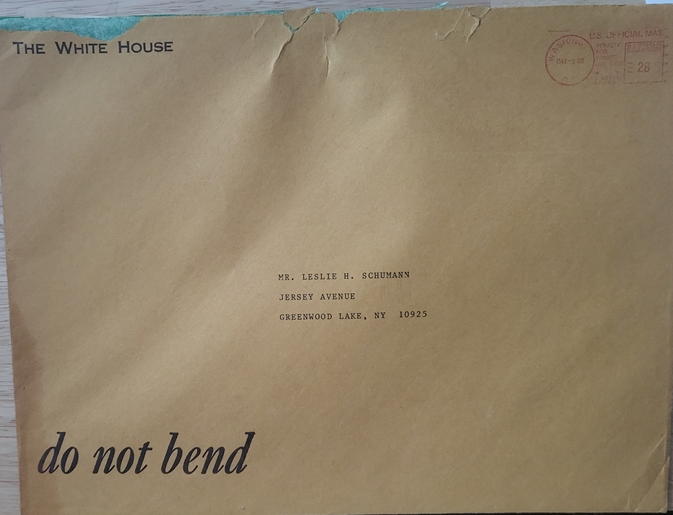 THE WHITE HOUSE
U.S. OFFICIAL MAIL
28
MR. LESLIE H. SCHUMANN
JERSEY AVENUE
GREENWOOD LAKE, NY 10925
do not bend